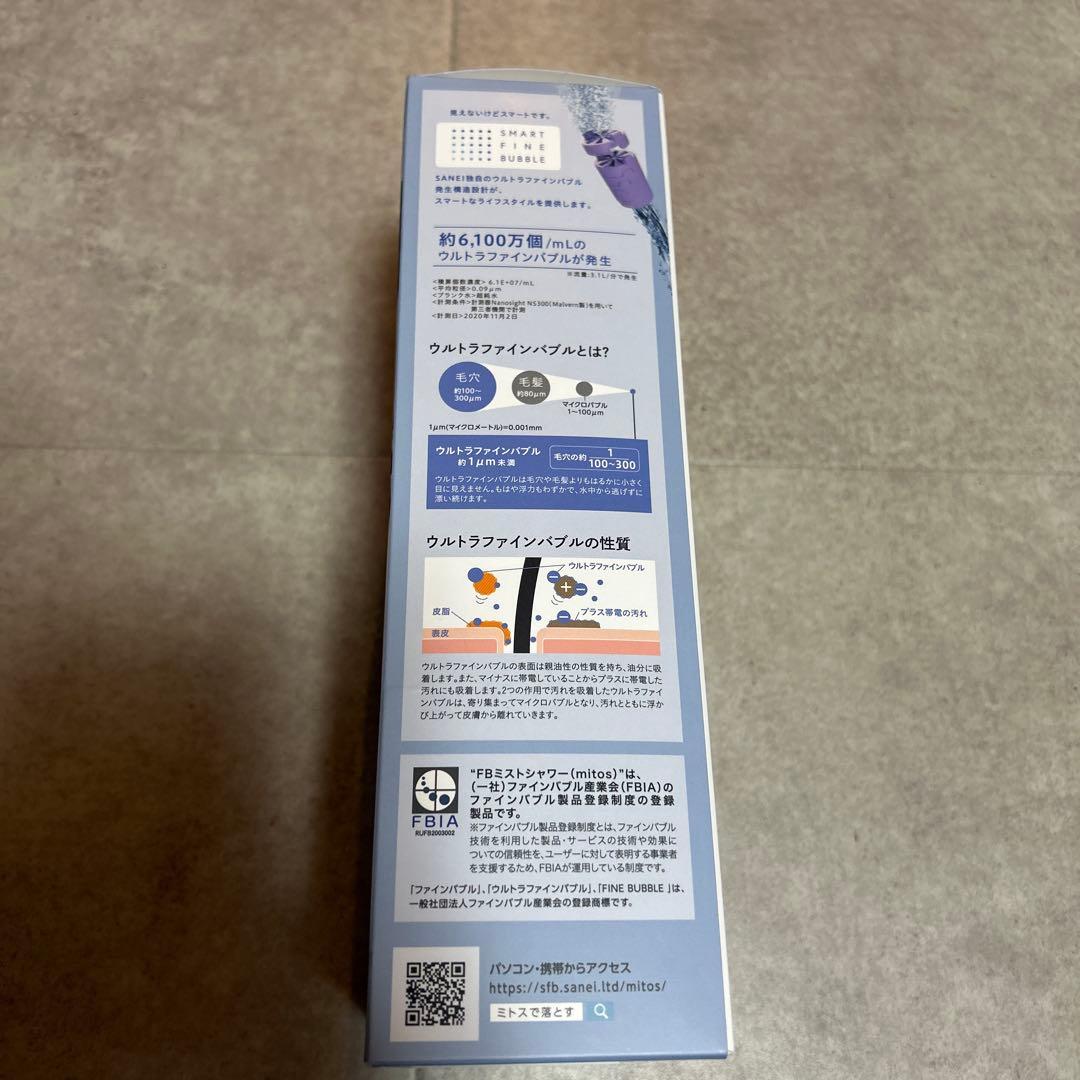 見えないけどスマートです。
SMART
FINE
BUBBLE
SANEI独自のウルトラファインバブル
発生構造設計が、
スマートなライフスタイルを提供します。
約6,100万個/mLの
ウルトラファインバブルが発生
※流量:3.1L/分で発生
<積算個数濃度> 6.1E+07/mL
<平均粒径>0.09μm
<ブランク水>超純水
<計測条件>計測器Nanosight NS300(Malvern製)を用いて
第三者機関で計測
<計測日>2020年11月2日
ウルトラファインバブルとは?
毛穴
約100〜
300μm
毛髪
約80μm
マイクロバブル
1〜100μm
1μm(マイクロメートル)=0.001mm
ウルトラファインバブル
約1μm未満
毛穴の約 1
100〜300
ウルトラファインバブルは毛穴や毛髪よりもはるかに小さく
目に見えません。もはや浮力もわずかで、水中から逃げずに
漂い続けます。
ウルトラファインバブルの性質
ウルトラファインバブル
皮脂
プラス帯電の汚れ
表皮
ウルトラファインバブルの表面は親油性の性質を持ち、油分に吸
着します。また、マイナスに帯電していることからプラスに帯電した
汚れにも吸着します。2つの作用で汚れを吸着したウルトラファイ
ンバブルは、寄り集まってマイクロバブルとなり、汚れとともに浮か
び上がって皮膚から離れていきます。
FBIA
RUFB2003002
“FBミストシャワー(mitos)”は、
(一社)ファインバブル産業会(FBIA)の
ファインバブル製品登録制度の登録
製品です。
※ファインバブル製品登録制度とは、ファインバブル
技術を利用した製品・サービスの技術や効果に
ついての信頼性を、ユーザーに対して表明する事業者
を支援するため、FBIAが運用している制度です。
「ファインバブル」、「ウルトラファインバブル」、「FINE BUBBLE 」は、
一般社団法人ファインバブル産業会の登録商標です。
パソコン・携帯からアクセス
https://sfb.sanei.ltd/mitos/
ミトスで落とす